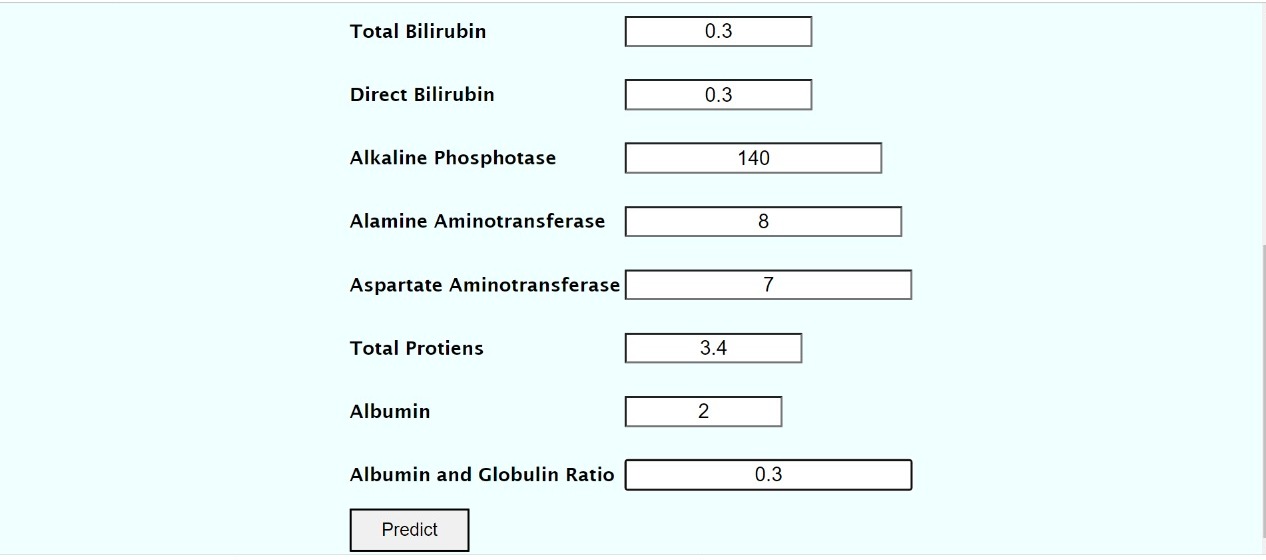 Total Bilirubin 0.3
Direct Bilirubin 0.3
Alkaline Phosphotase 140
Alamine Aminotransferase 8
Aspartate Aminotransferase 7
Total Protiens 3.4
Albumin 2
Albumin and Globulin Ratio 0.3
Predict